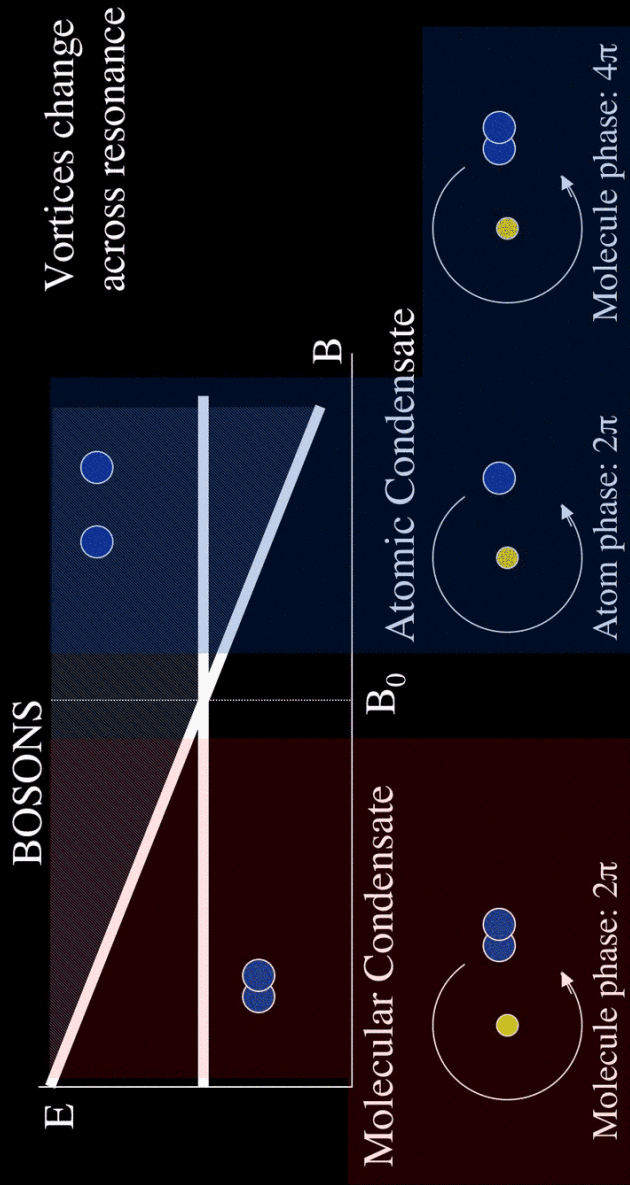 BOSONS
Vortices change
across resonance
E
B
B₀
Molecular Condensate
Atomic Condensate
Molecule phase: 2π
Atom phase: 2π
Molecule phase: 4π